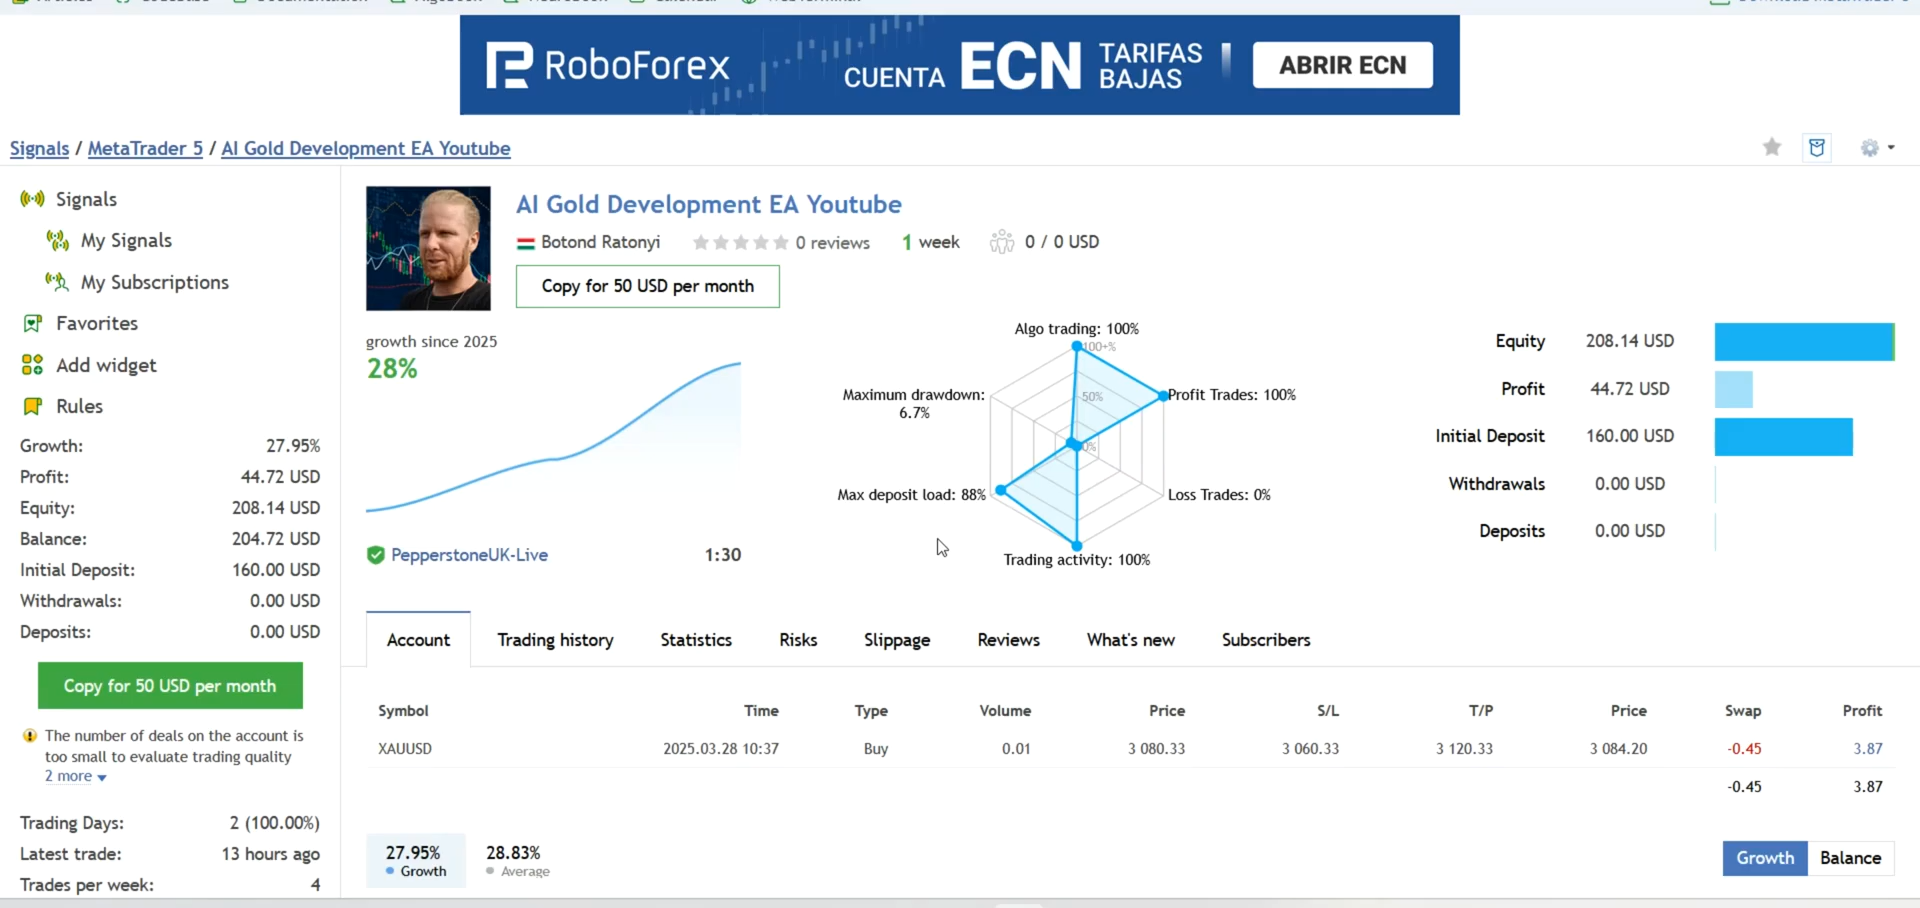 RoboForex
CUENTA ECN TARIFAS BAJAS
ABRIR ECN
Signals / MetaTrader 5 / AI Gold Development EA Youtube
Signals
My Signals
My Subscriptions
Favorites
Add widget
Rules
Growth: 27.95%
Profit: 44.72 USD
Equity: 208.14 USD
Balance: 204.72 USD
Initial Deposit: 160.00 USD
Withdrawals: 0.00 USD
Deposits: 0.00 USD
Copy for 50 USD per month
The number of deals on the account is
too small to evaluate trading quality
2 more
Trading Days: 2 (100.00%)
Latest trade: 13 hours ago
Trades per week: 4
AI Gold Development EA Youtube
Botond Ratonyi 0 reviews 1 week 0 / 0 USD
Copy for 50 USD per month
growth since 2025
28%
PepperstoneUK-Live 1:30
Algo trading: 100%
100+%
Maximum drawdown:
6.7%
50%
Profit Trades: 100%
0%
Max deposit load: 88%
Loss Trades: 0%
Trading activity: 100%
Equity 208.14 USD
Profit 44.72 USD
Initial Deposit 160.00 USD
Withdrawals 0.00 USD
Deposits 0.00 USD
Account Trading history Statistics Risks Slippage Reviews What's new Subscribers
Symbol Time Type Volume Price S/L T/P Price Swap Profit
XAUUSD 2025.03.28 10:37 Buy 0.01 3 080.33 3 060.33 3 120.33 3 084.20 -0.45 3.87
-0.45 3.87
27.95% 28.83%
Growth Average
Growth Balance